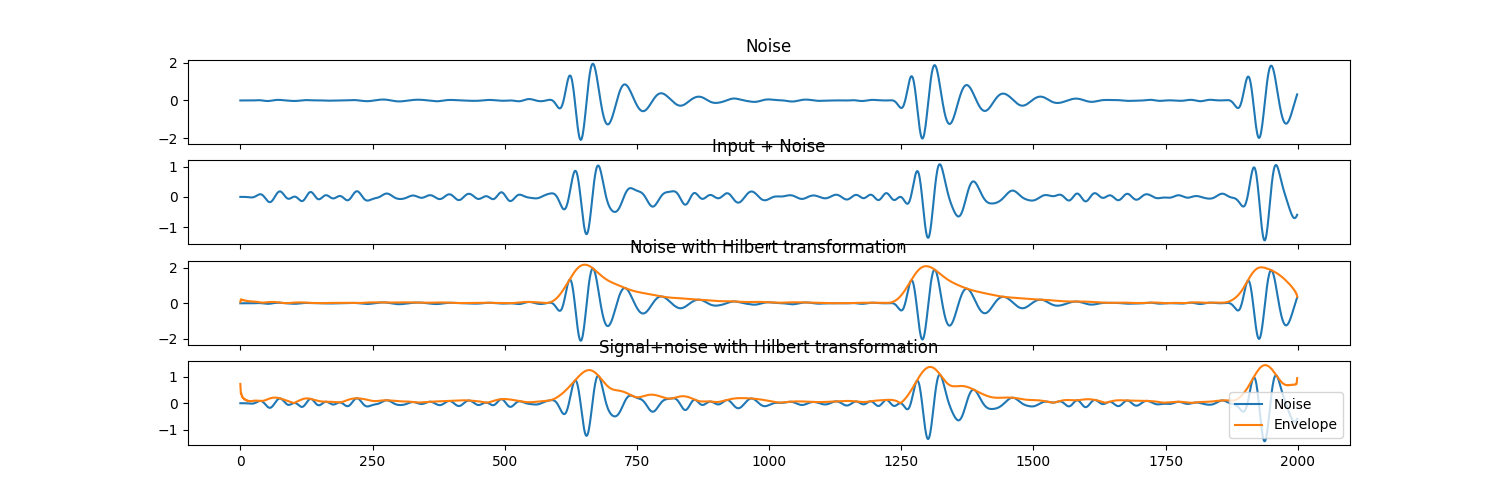 Noise
2
0
−2
Input + Noise
1
0
−1
Noise with Hilbert transformation
2
0
−2
Signal+noise with Hilbert transformation
1
0
−1
Noise
Envelope
0 250 500 750 1000 1250 1500 1750 2000